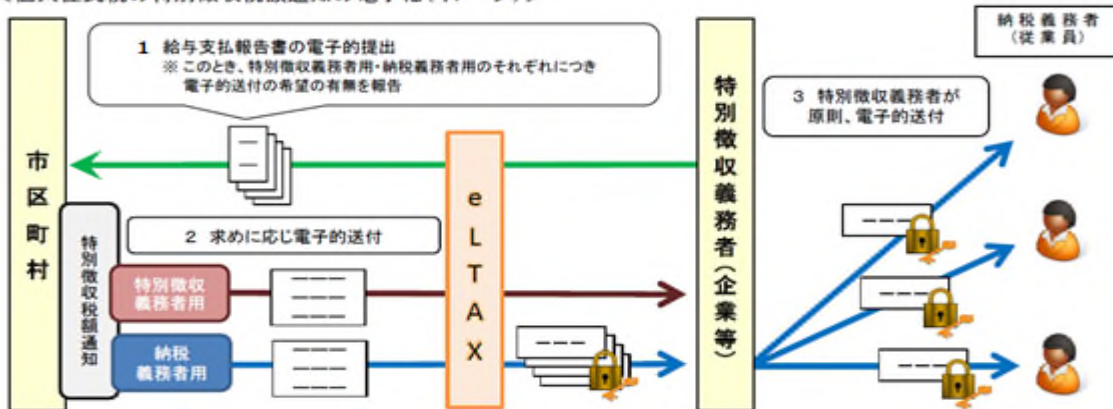 1 給与支払報告書の電子的提出
※ このとき、特別徴収義務者用・納税義務者用のそれぞれにつき
電子的送付の希望の有無を報告
納税義務者
(従業員)
市区町村
特別徴収税額通知
2 求めに応じ電子的送付
特別徴収
義務者用
納税
義務者用
eLTAX
特別徴収義務者(企業等)
3 特別徴収義務者が
原則、電子的送付